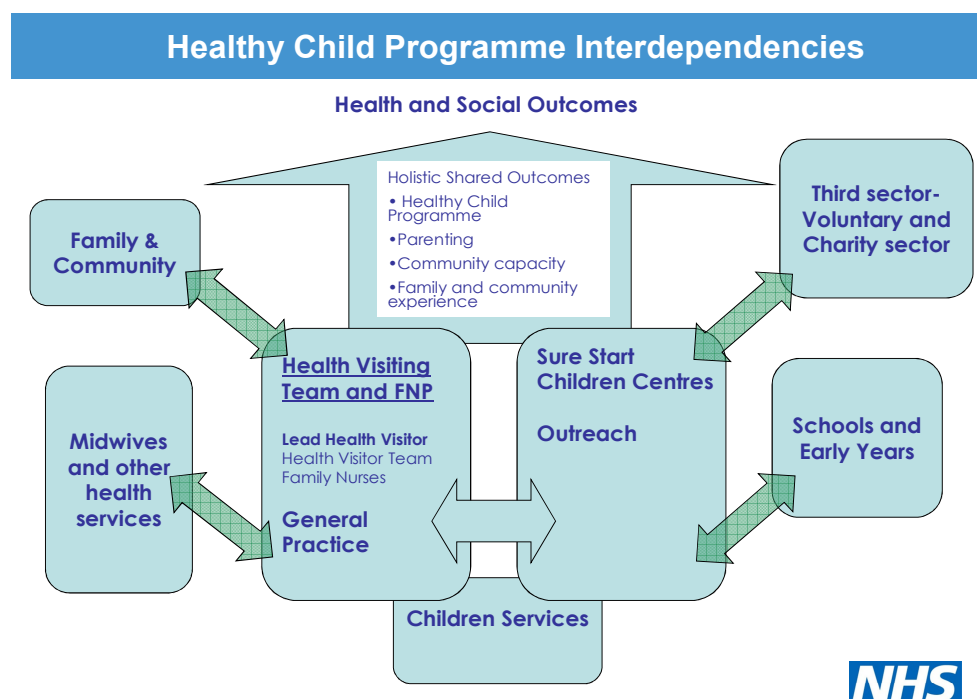 Healthy Child Programme Interdependencies
Health and Social Outcomes
Holistic Shared Outcomes
• Healthy Child
Programme
•Parenting
•Community capacity
•Family and community
experience
Family &
Community
Third sector-
Voluntary and
Charity sector
Health Visiting
Team and FNP
Lead Health Visitor
Health Visitor Team
Family Nurses
General
Practice
Sure Start
Children Centres
Outreach
Midwives
and other
health
services
Schools and
Early Years
Children Services
NHS